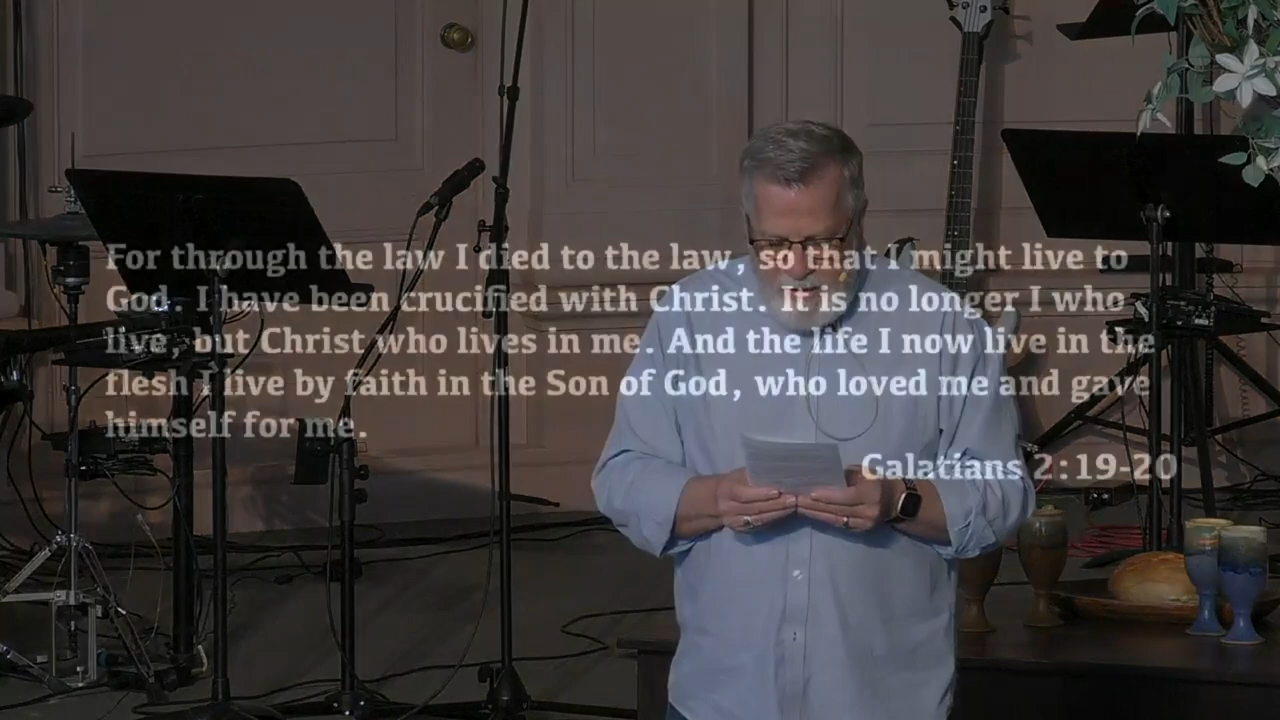 For through the law I died to the law, so that I might live to
God. I have been crucified with Christ. It is no longer I who
live, but Christ who lives in me. And the life I now live in the
flesh I live by faith in the Son of God, who loved me and gave
himself for me.
Galatians 2:19-20